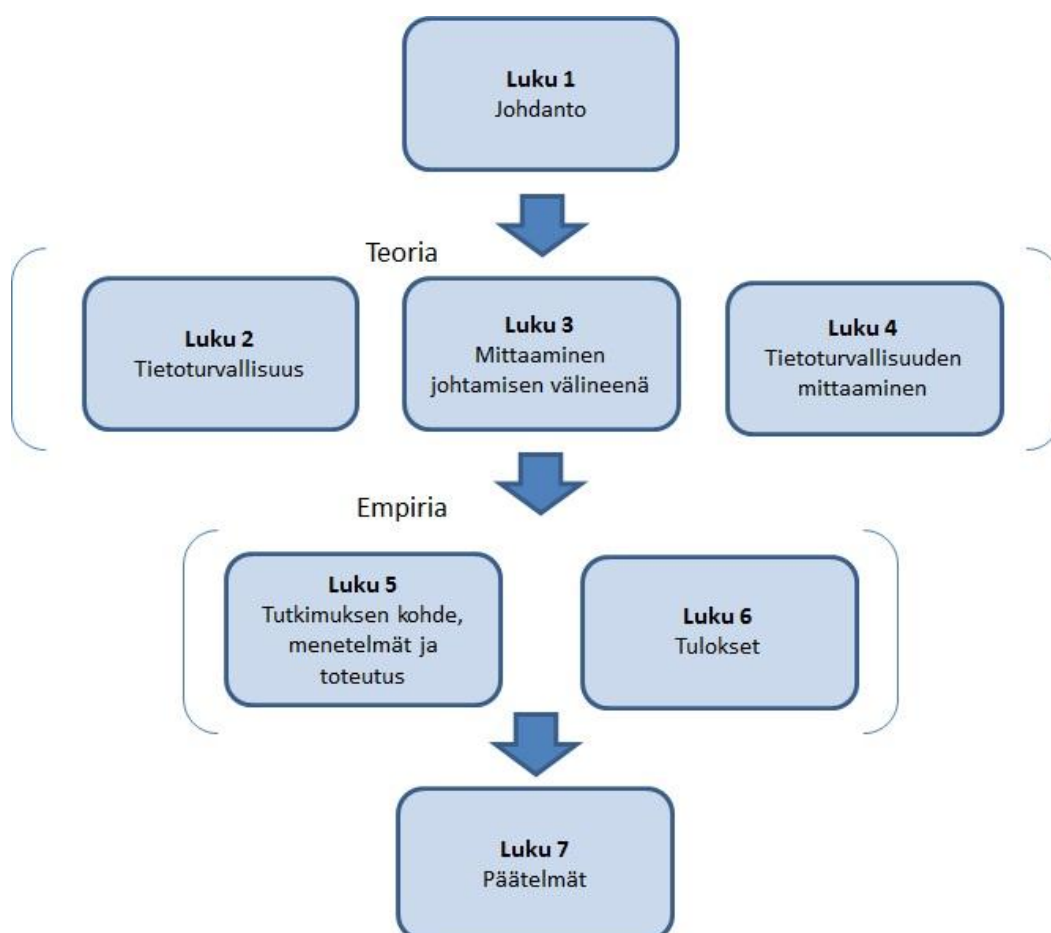 Luku 1
Johdanto
Teoria
Luku 2
Tietoturvallisuus
Luku 3
Mittaaminen
johtamisen välineenä
Luku 4
Tietoturvallisuuden
mittaaminen
Empiria
Luku 5
Tutkimuksen kohde,
menetelmät ja
toteutus
Luku 6
Tulokset
Luku 7
Päätelmät